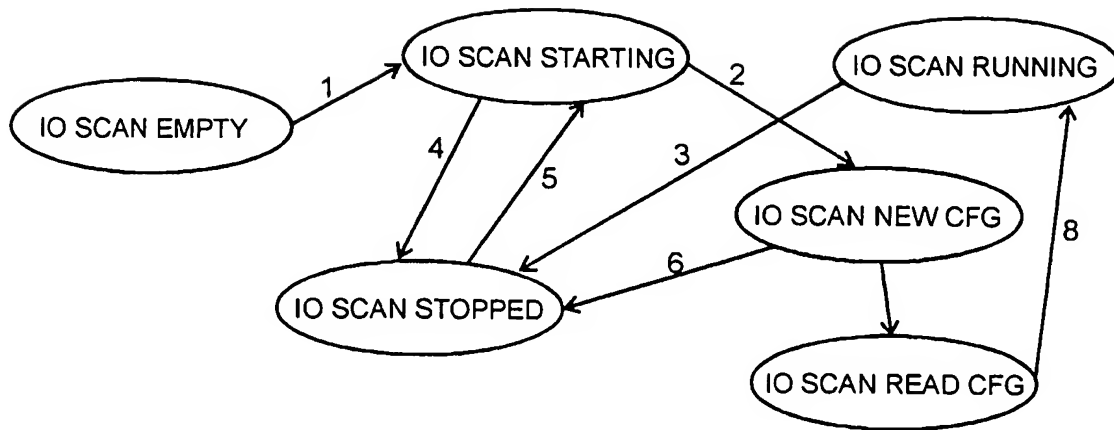 IO SCAN EMPTY
1
IO SCAN STARTING
2
IO SCAN RUNNING
4
5
3
IO SCAN NEW CFG
8
6
IO SCAN STOPPED
IO SCAN READ CFG